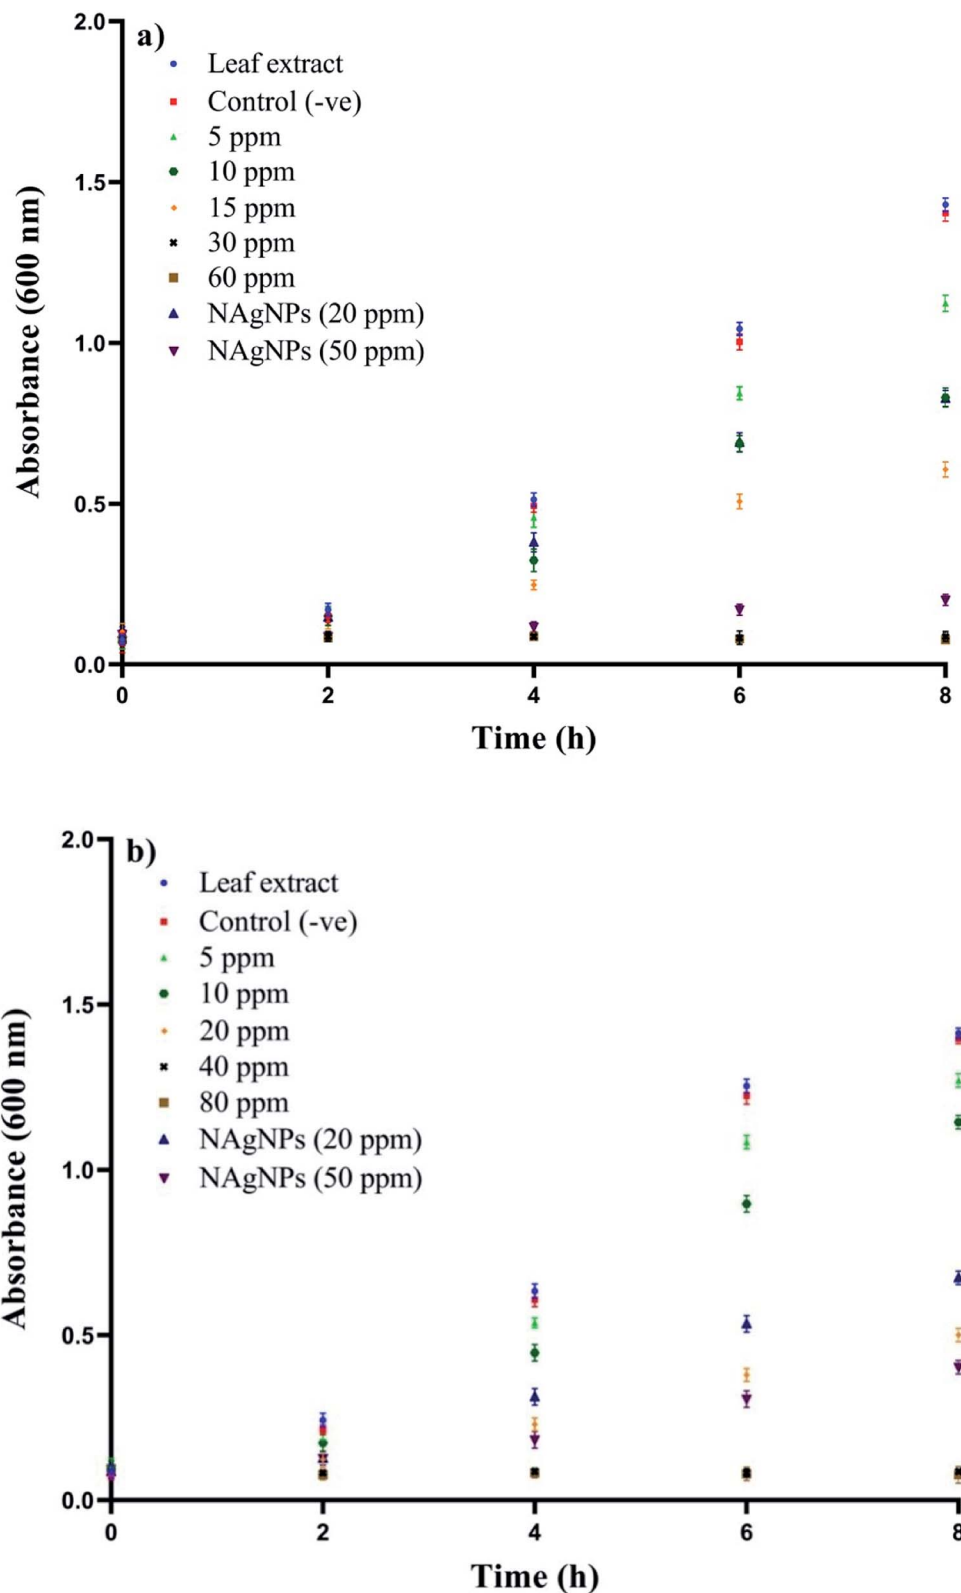 2.0
a)
Leaf extract
Control (-ve)
5 ppm
10 ppm
15 ppm
30 ppm
60 ppm
NAgNPs (20 ppm)
NAgNPs (50 ppm)
1.5
1.0
0.5
0.0
Absorbance (600 nm)
0 2 4 6 8
Time (h)
2.0
b)
Leaf extract
Control (-ve)
5 ppm
10 ppm
20 ppm
40 ppm
80 ppm
NAgNPs (20 ppm)
NAgNPs (50 ppm)
1.5
1.0
0.5
0.0
Absorbance (600 nm)
0 2 4 6 8
Time (h)